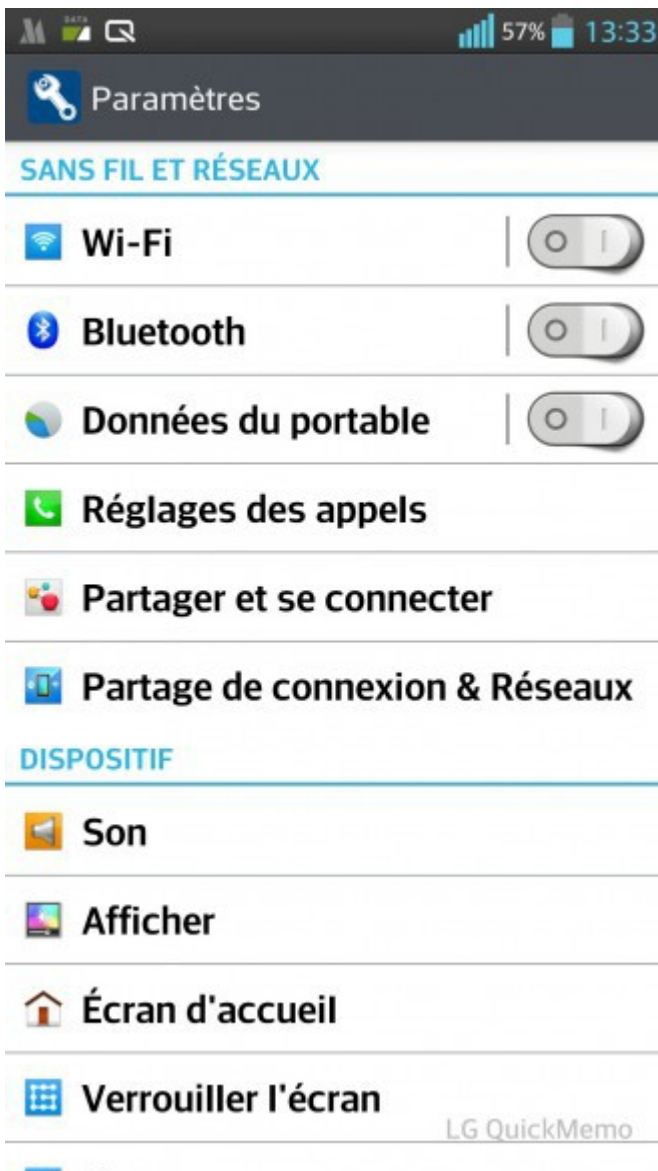 DATA
57% 13:33
Paramètres
SANS FIL ET RÉSEAUX
Wi-Fi
Bluetooth
Données du portable
Réglages des appels
Partager et se connecter
Partage de connexion & Réseaux
DISPOSITIF
Son
Afficher
Écran d'accueil
Verrouiller l'écran
LG QuickMemo